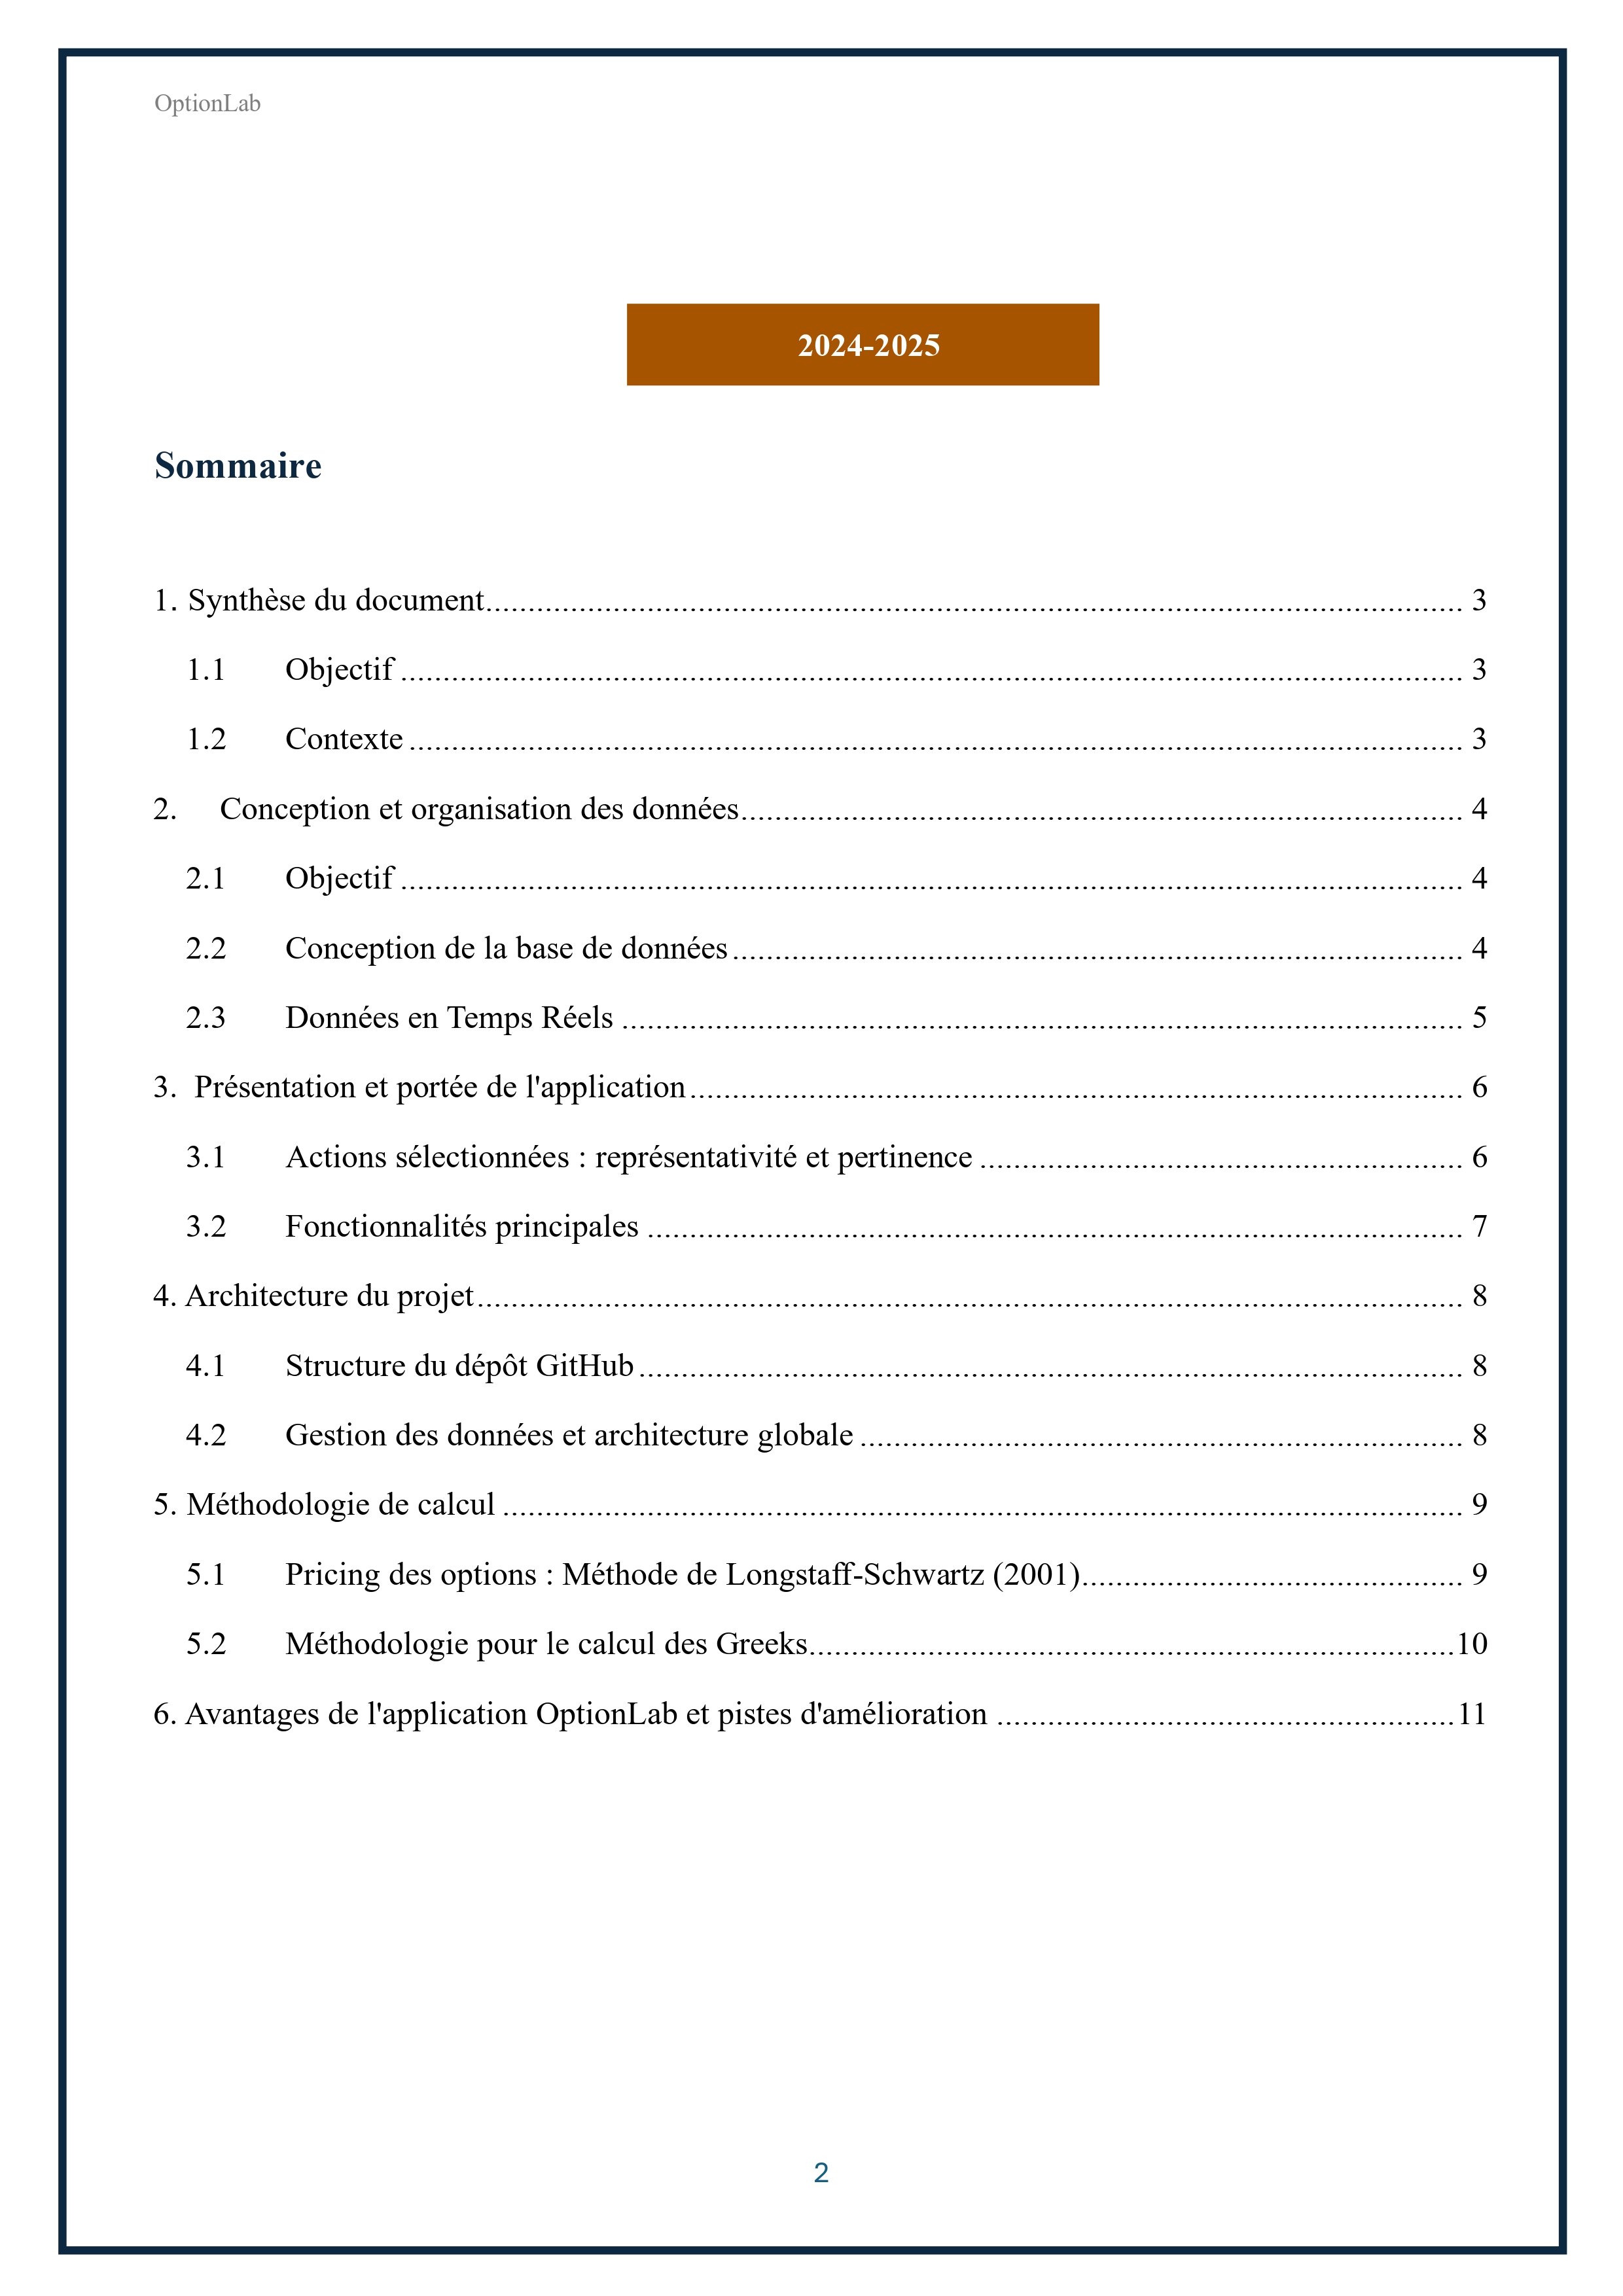 OptionLab
2024-2025
Sommaire
1. Synthèse du document.......... 3
1.1 Objectif .......... 3
1.2 Contexte .......... 3
2. Conception et organisation des données.......... 4
2.1 Objectif .......... 4
2.2 Conception de la base de données .......... 4
2.3 Données en Temps Réels .......... 5
3. Présentation et portée de l'application .......... 6
3.1 Actions sélectionnées : représentativité et pertinence .......... 6
3.2 Fonctionnalités principales .......... 7
4. Architecture du projet .......... 8
4.1 Structure du dépôt GitHub .......... 8
4.2 Gestion des données et architecture globale .......... 8
5. Méthodologie de calcul .......... 9
5.1 Pricing des options : Méthode de Longstaff-Schwartz (2001).......... 9
5.2 Méthodologie pour le calcul des Greeks..........10
6. Avantages de l'application OptionLab et pistes d'amélioration ..........11
2